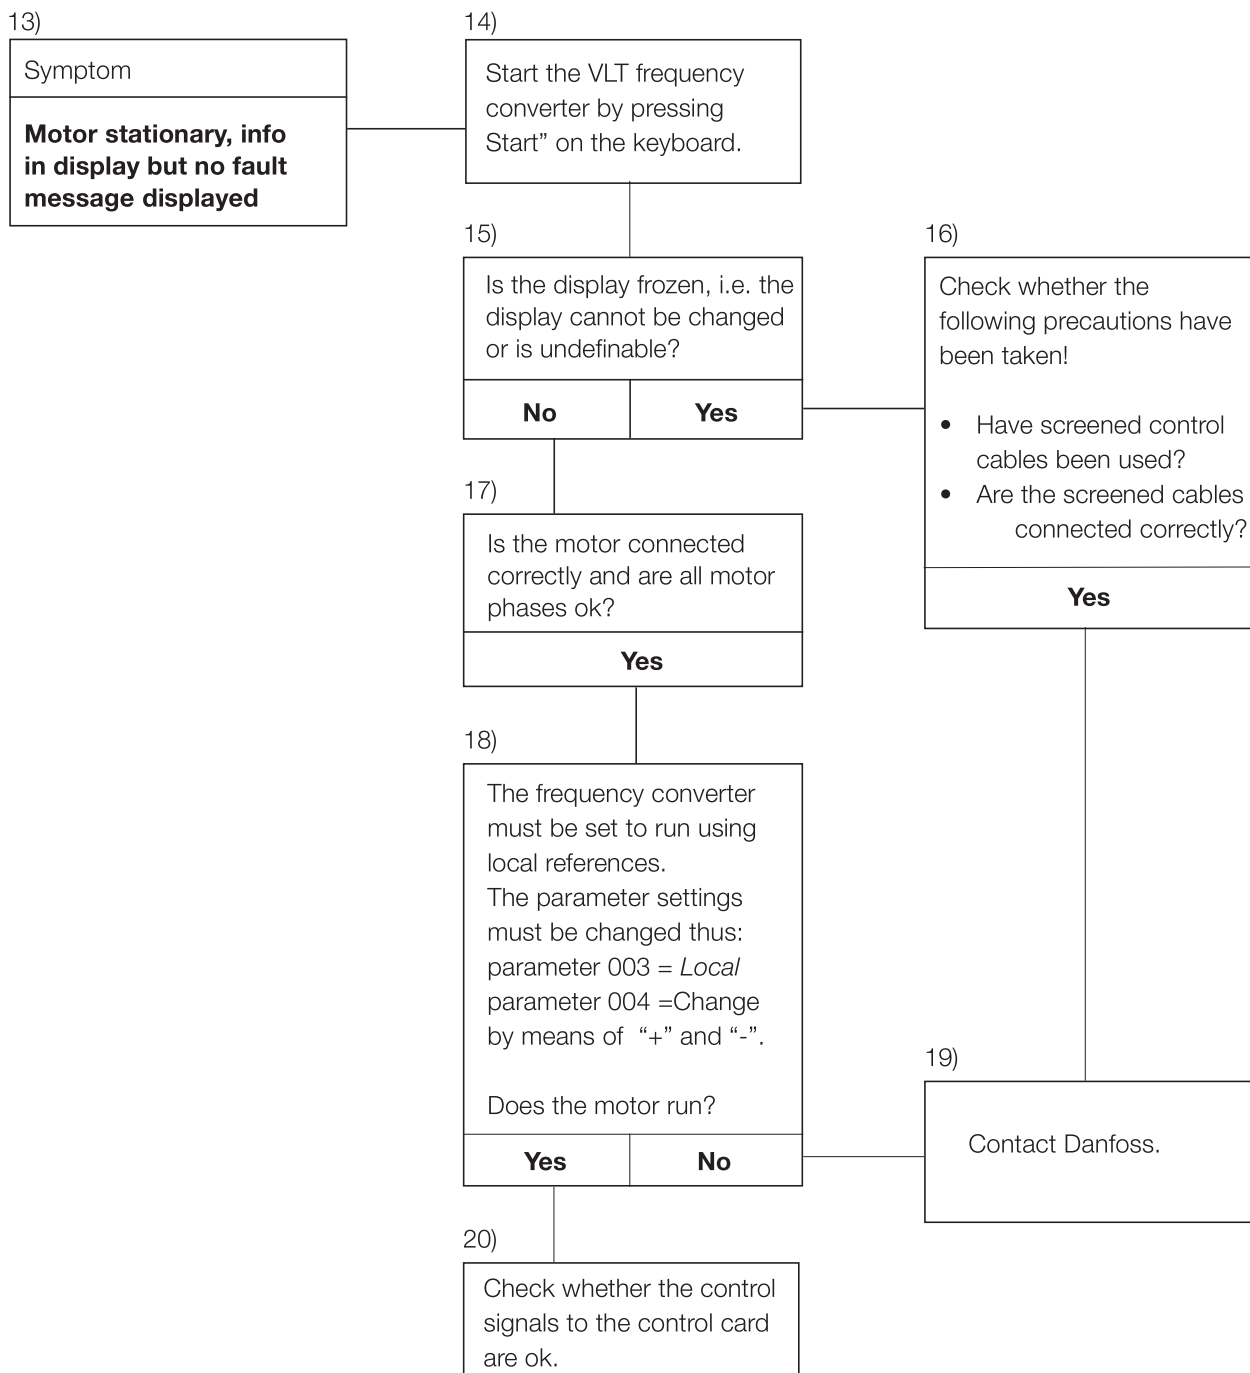 13)
Symptom
Motor stationary, info
in display but no fault
message displayed
14)
Start the VLT frequency
converter by pressing
Start” on the keyboard.
15)
Is the display frozen, i.e. the
display cannot be changed
or is undefinable?
No
Yes
16)
Check whether the
following precautions have
been taken!
• Have screened control
cables been used?
• Are the screened cables
connected correctly?
Yes
17)
Is the motor connected
correctly and are all motor
phases ok?
Yes
18)
The frequency converter
must be set to run using
local references.
The parameter settings
must be changed thus:
parameter 003 = Local
parameter 004 =Change
by means of “+” and “-”.
Does the motor run?
Yes
No
19)
Contact Danfoss.
20)
Check whether the control
signals to the control card
are ok.